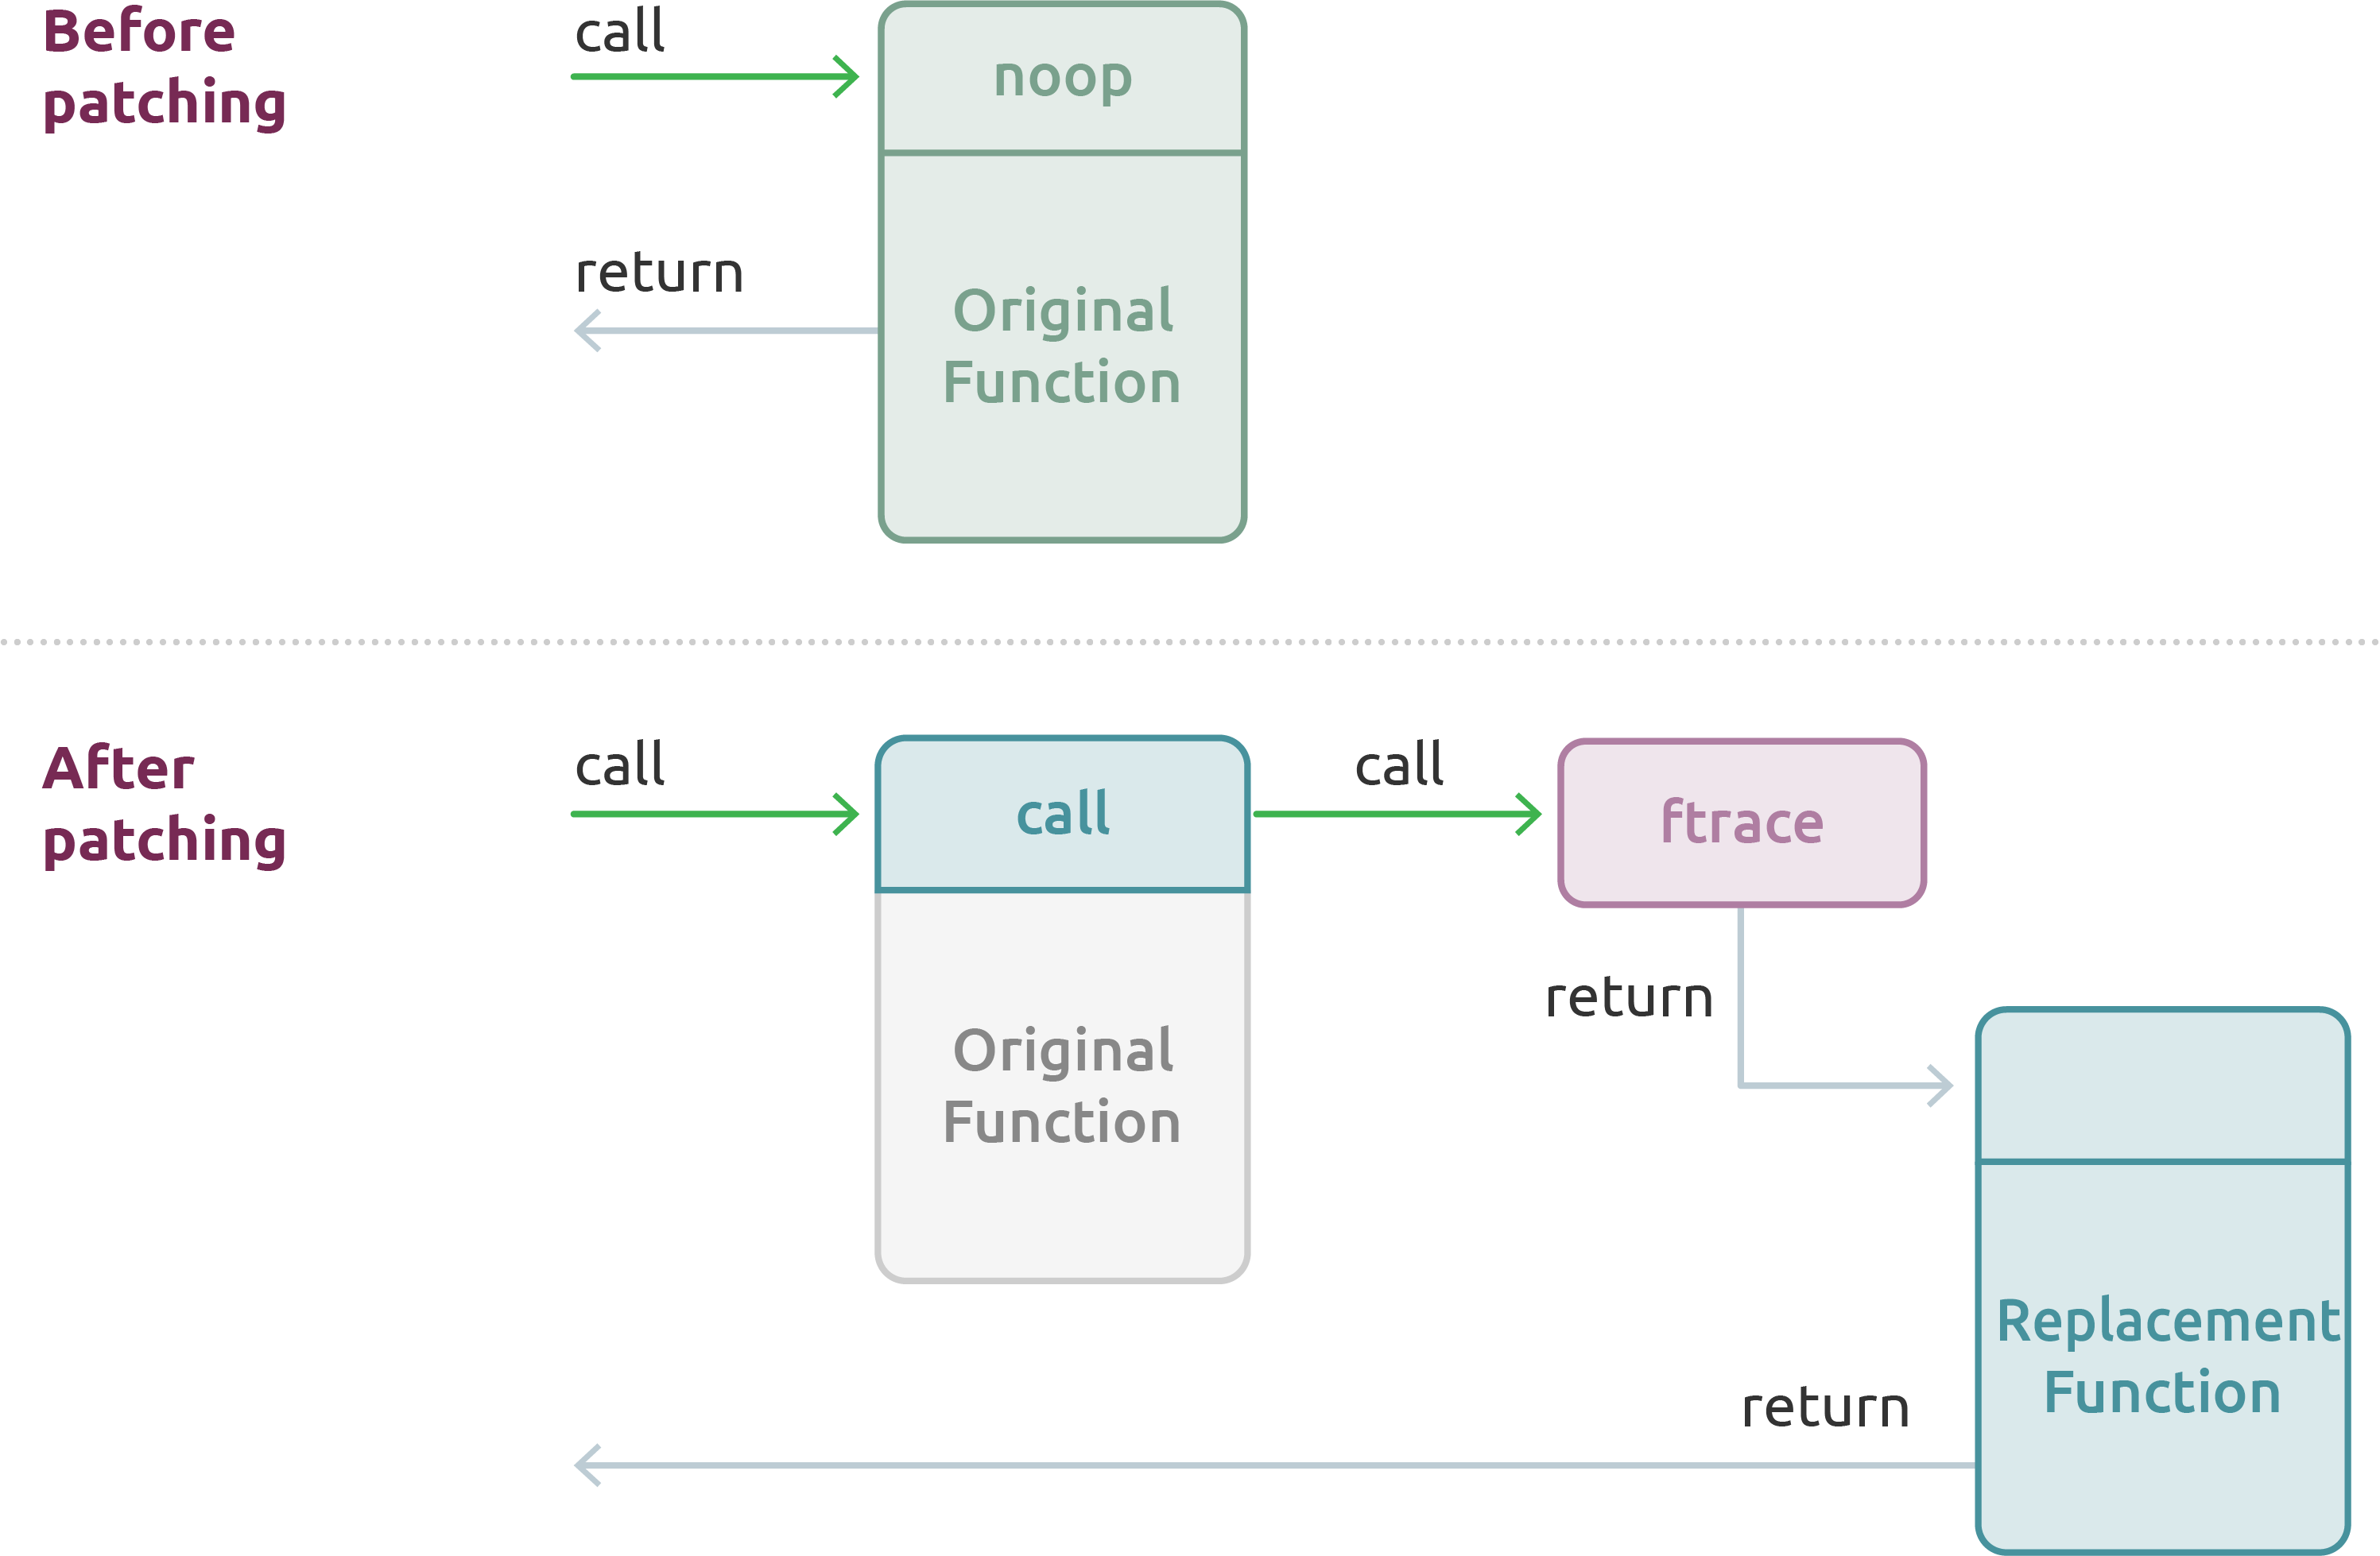 Before
patching
call
noop
return
Original
Function
After
patching
call
call
call
ftrace
Original
Function
return
Replacement
Function
return